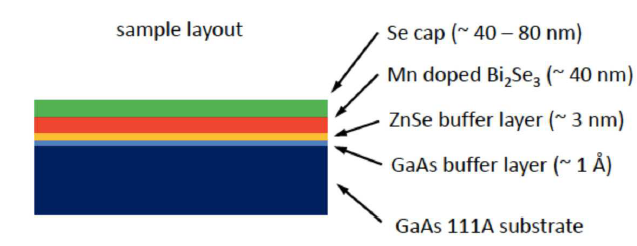 sample layout
Se cap (~ 40 – 80 nm)
Mn doped Bi₂Se₃ (~ 40 nm)
ZnSe buffer layer (~ 3 nm)
GaAs buffer layer (~ 1 Å)
GaAs 111A substrate